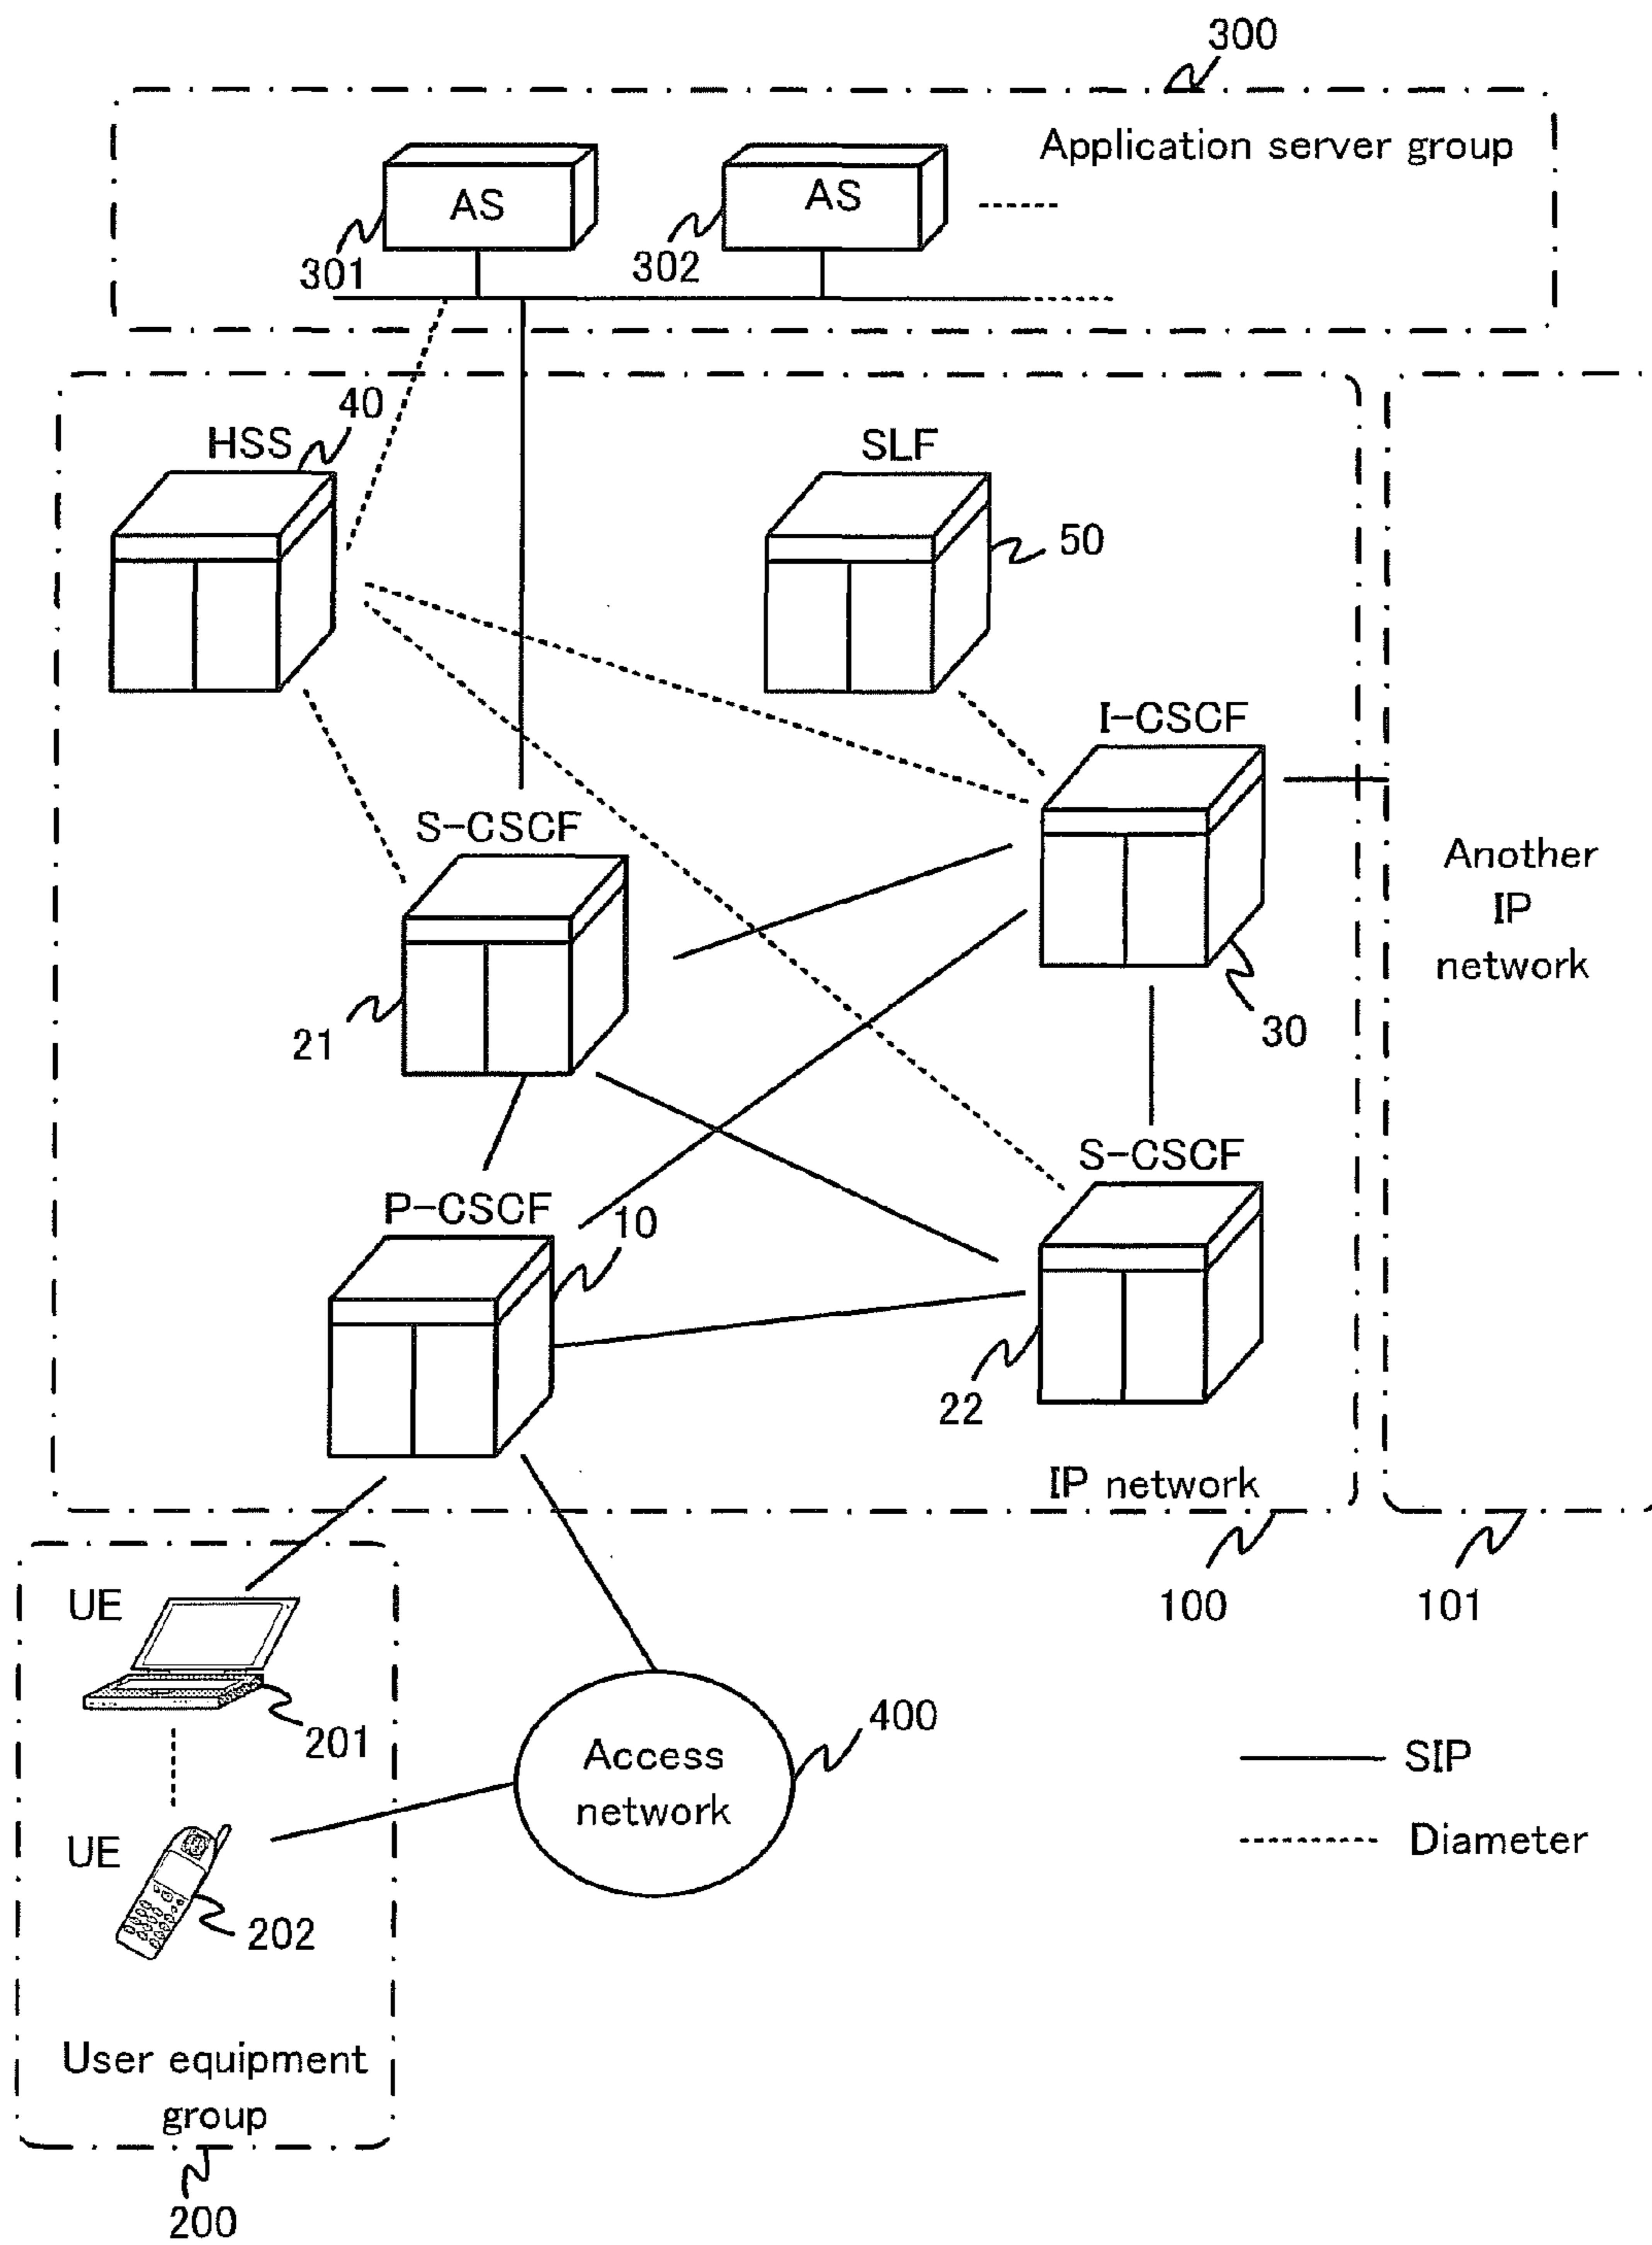 300
Application server group
AS
AS
301
302
40
HSS
SLF
50
I-CSCF
S-CSCF
Another
IP
network
21
30
S-CSCF
P-CSCF
10
22
IP network
100
101
UE
201
400
Access
network
SIP
UE
Diameter
202
User equipment
group
200